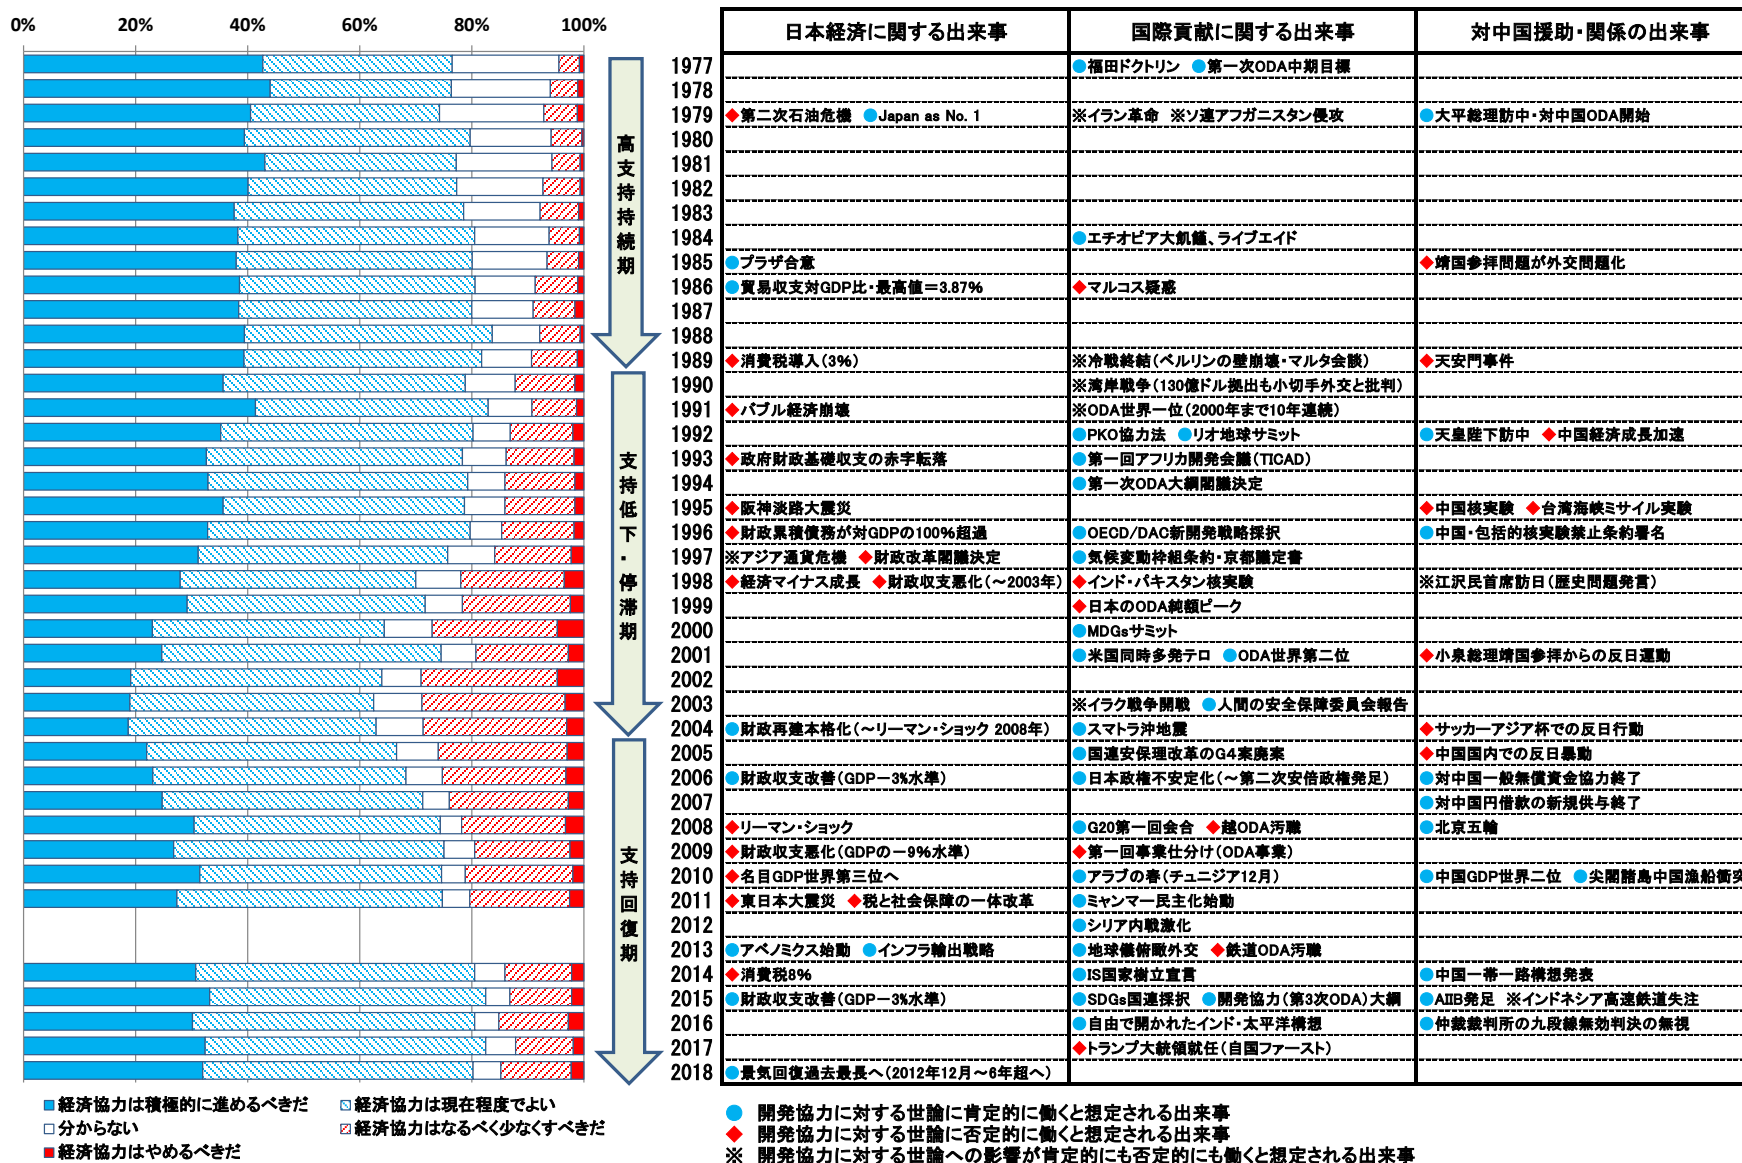 0% 20% 40% 60% 80% 100%
日本経済に関する出来事 国際貢献に関する出来事 対中国援助・関係の出来事
高支持持続期
支持低下・停滞期
支持回復期
1977 ●福田ドクトリン ●第一次ODA中期目標
1978
1979 ◆第二次石油危機 ●Japan as No. 1 ※イラン革命 ※ソ連アフガニスタン侵攻 ●大平総理訪中・対中国ODA開始
1980
1981
1982
1983
1984 ●エチオピア大飢饉、ライブエイド
1985 ●プラザ合意 ◆靖国参拝問題が外交問題化
1986 ●貿易収支対GDP比・最高値＝3.87% ◆マルコス疑惑
1987
1988
1989 ◆消費税導入（3%） ※冷戦終結（ベルリンの壁崩壊・マルタ会談） ◆天安門事件
1990 ※湾岸戦争（130億ドル拠出も小切手外交と批判）
1991 ◆バブル経済崩壊 ※ODA世界一位（2000年まで10年連続）
1992 ●PKO協力法 ●リオ地球サミット ●天皇陛下訪中 ◆中国経済成長加速
1993 ◆政府財政基礎収支の赤字転落 ●第一回アフリカ開発会議（TICAD）
1994 ●第一次ODA大綱閣議決定
1995 ◆阪神淡路大震災 ◆中国核実験 ◆台湾海峡ミサイル実験
1996 ◆財政累積債務が対GDPの100%超過 ●OECD/DAC新開発戦略採択 ●中国・包括的核実験禁止条約署名
1997 ※アジア通貨危機 ◆財政改革閣議決定 ●気候変動枠組条約・京都議定書
1998 ◆経済マイナス成長 ◆財政収支悪化（～2003年） ◆インド・パキスタン核実験 ※江沢民首席訪日（歴史問題発言）
1999 ◆日本のODA純額ピーク
2000 ●MDGsサミット
2001 ●米国同時多発テロ ●ODA世界第二位 ◆小泉総理靖国参拝からの反日運動
2002
2003 ※イラク戦争開戦 ●人間の安全保障委員会報告
2004 ●財政再建本格化（～リーマン・ショック 2008年） ●スマトラ沖地震 ◆サッカーアジア杯での反日行動
2005 ●国連安保理改革のG4案廃案 ◆中国国内での反日暴動
2006 ●財政収支改善（GDP－3%水準） ●日本政権不安定化（～第二次安倍政権発足） ●対中国一般無償資金協力終了
2007 ●対中国円借款の新規供与終了
2008 ◆リーマン・ショック ●G20第一回会合 ◆越ODA汚職 ●北京五輪
2009 ◆財政収支悪化（GDPの－9%水準） ◆第一回事業仕分け（ODA事業）
2010 ◆名目GDP世界第三位へ ●アラブの春（チュニジア12月） ●中国GDP世界二位 ●尖閣諸島中国漁船衝突
2011 ◆東日本大震災 ◆税と社会保障の一体改革 ●ミャンマー民主化始動
2012 ●シリア内戦激化
2013 ●アベノミクス始動 ●インフラ輸出戦略 ●地球儀俯瞰外交 ◆鉄道ODA汚職
2014 ◆消費税8% ●IS国家樹立宣言 ●中国一帯一路構想発表
2015 ●財政収支改善（GDP－3%水準） ●SDGs国連採択 ●開発協力（第3次ODA）大綱 ●AIIB発足 ※インドネシア高速鉄道失注
2016 ●自由で開かれたインド・太平洋構想 ●仲裁裁判所の九段線無効判決の無視
2017 ◆トランプ大統領就任（自国ファースト）
2018 ●景気回復過去最長へ（2012年12月～6年超へ）
経済協力は積極的に進めるべきだ 経済協力は現在程度でよい
分からない 経済協力はなるべく少なくすべきだ
経済協力はやめるべきだ
● 開発協力に対する世論に肯定的に働くと想定される出来事
◆ 開発協力に対する世論に否定的に働くと想定される出来事
※ 開発協力に対する世論への影響が肯定的にも否定的にも働くと想定される出来事